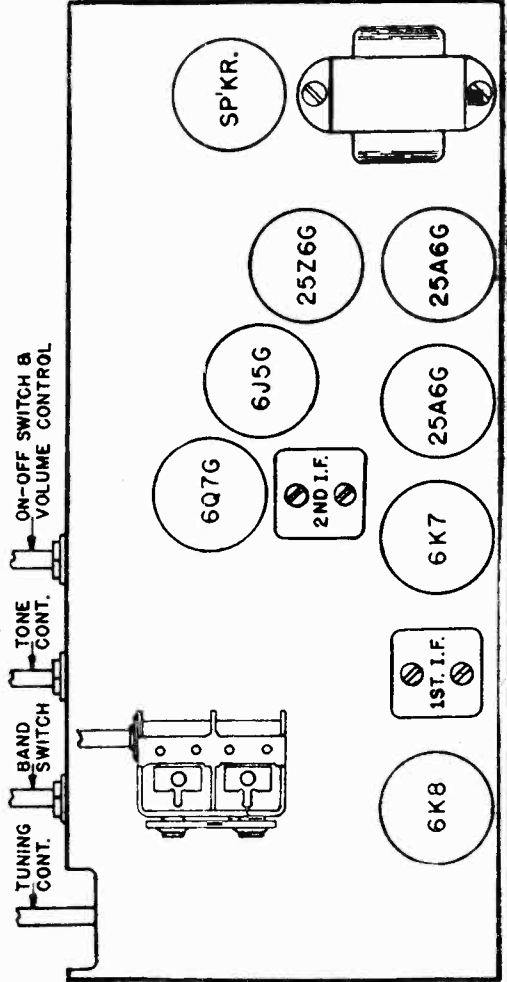 TUNING
CONT.
BAND
SWITCH
TONE
CONT.
ON-OFF SWITCH &
VOLUME CONTROL
SP'KR.
25Z6G
6J5G
6Q7G
2ND I.F.
25A6G
25A6G
6K7
1ST. I.F.
6K8